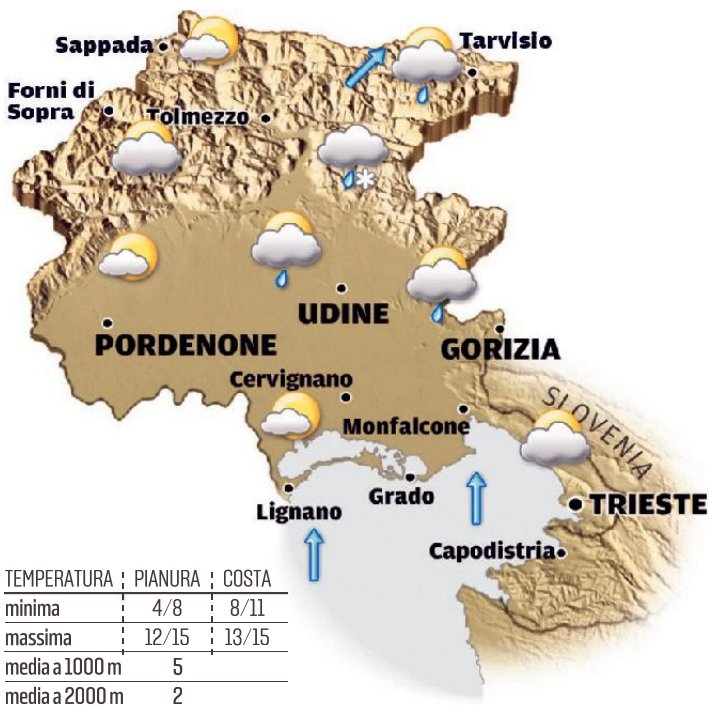 Sappada
Tarvisio
Forni di
Sopra
Tolmezzo
UDINE
PORDENONE
GORIZIA
Cervignano
SLOVENIA
Monfalcone
Grado
TRIESTE
Lignano
Capodistria
TEMPERATURA PIANURA COSTA
minima 4/8 8/11
massima 12/15 13/15
media a 1000 m 5
media a 2000 m 2